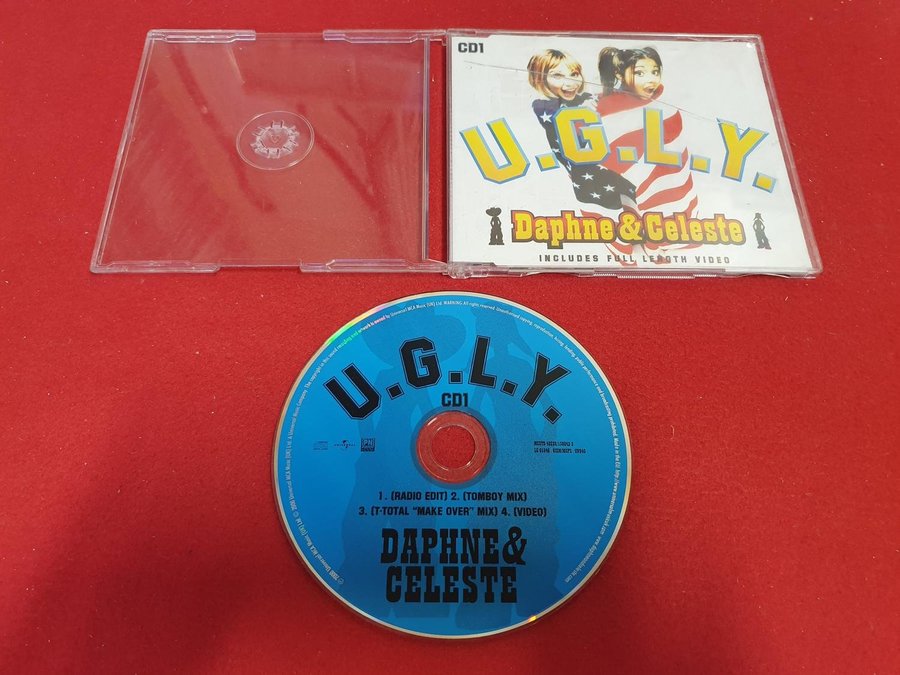 CD1
U.G.L.Y.
Daphne & Celeste
INCLUDES FULL LENGTH VIDEO
U.G.L.Y.
CD1
UNIVERSAL
1. (RADIO EDIT) 2. (TOMBOY MIX)
3. (T-TOTAL "MAKE OVER" MIX) 4. (VIDEO)
DAPHNE &
CELESTE